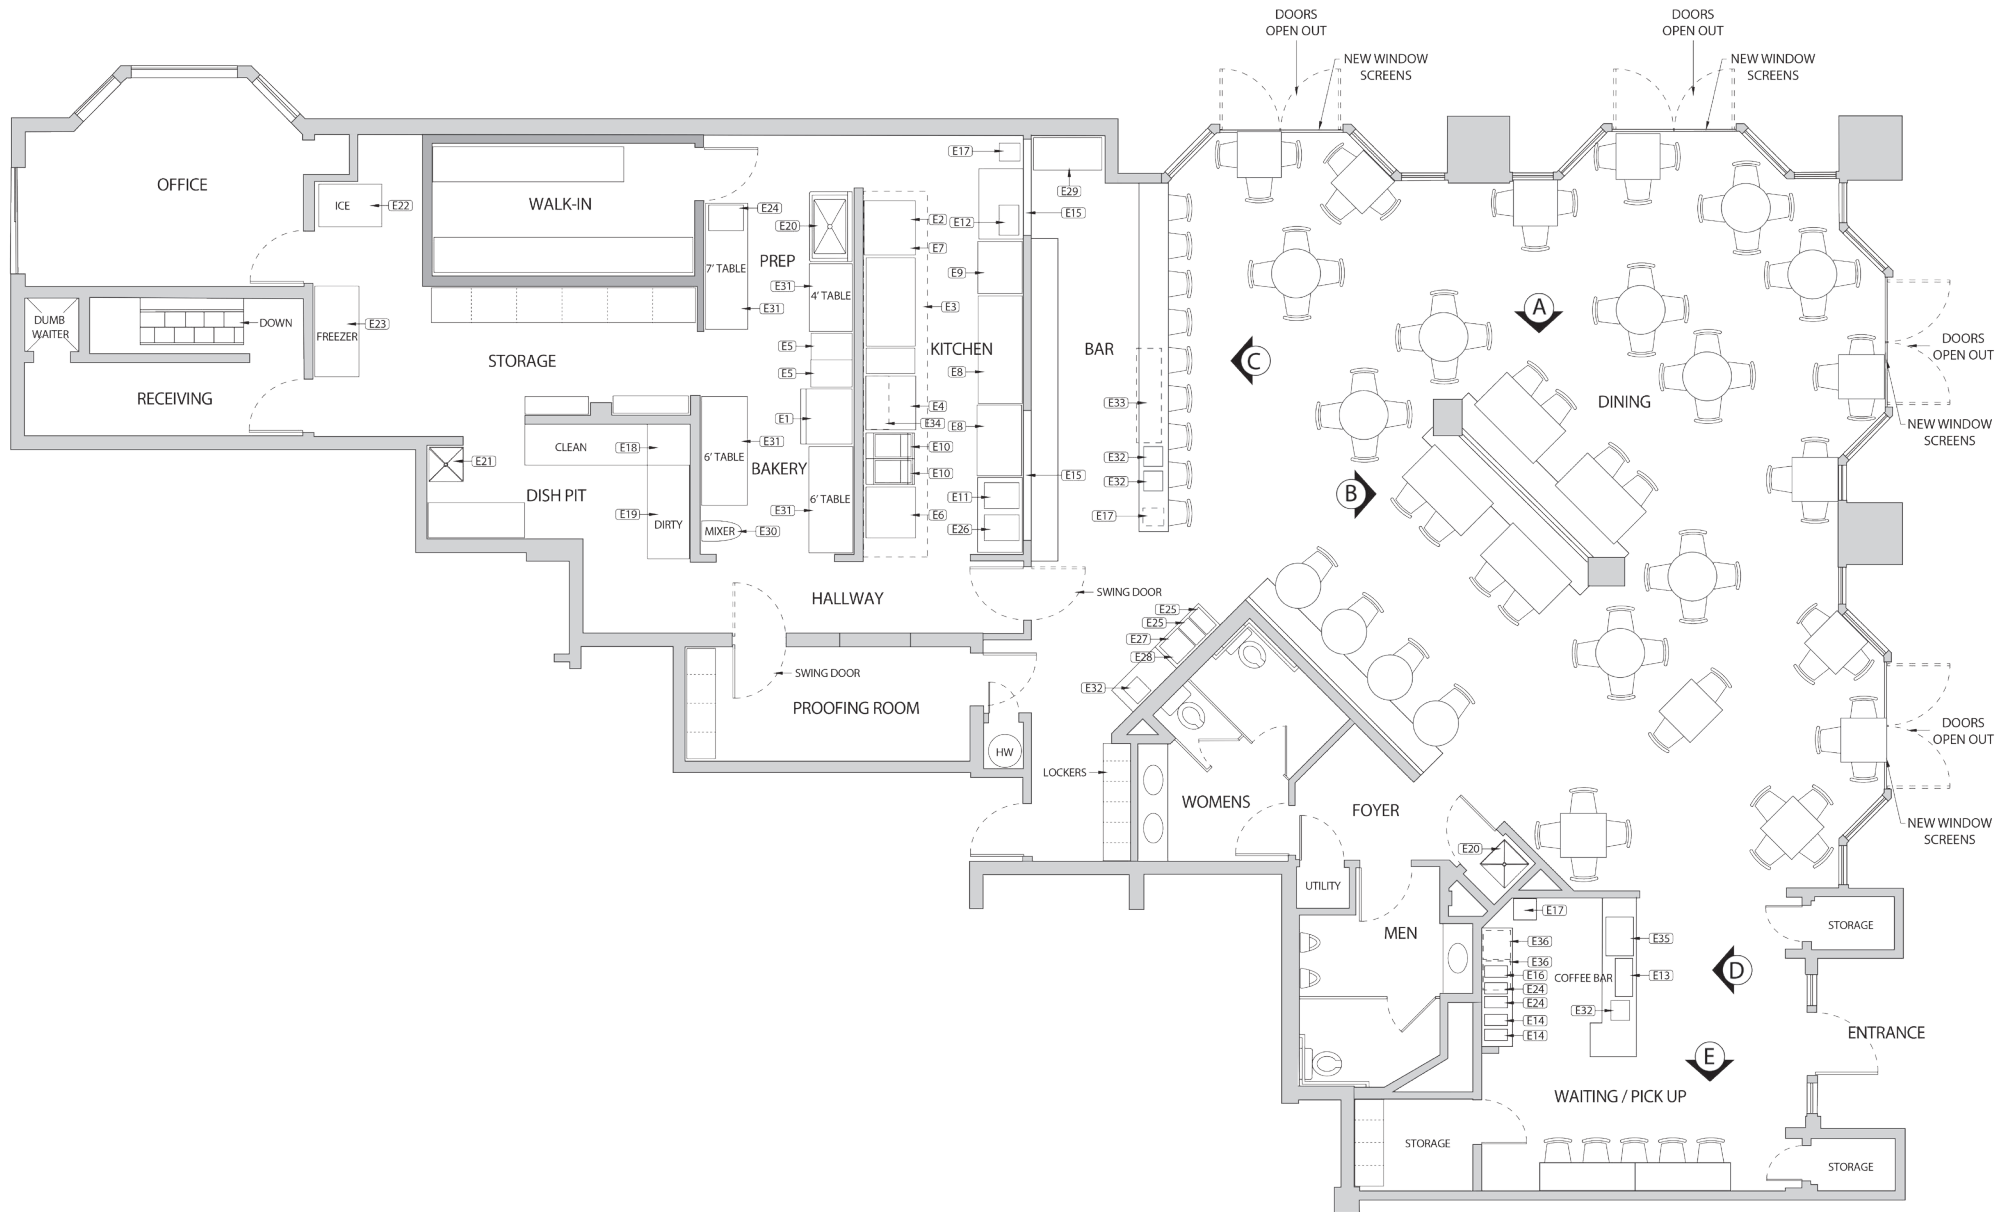 DOORS
OPEN OUT
DOORS
OPEN OUT
NEW WINDOW
SCREENS
NEW WINDOW
SCREENS
OFFICE
ICE
E22
WALK-IN
E24
E20
PREP
7' TABLE
E31
4' TABLE
E31
E17
E2
E12
E7
E9
E3
E29
E15
DUMB
WAITER
DOWN
FREEZER
E23
STORAGE
RECEIVING
E5
E5
E1
KITCHEN
E8
E4
E34
E8
BAR
E33
C
A
DINING
DOORS
OPEN OUT
NEW WINDOW
SCREENS
CLEAN
E18
E21
DISH PIT
E19
DIRTY
6' TABLE
E31
BAKERY
6' TABLE
E31
MIXER
E30
E10
E10
E11
E6
E26
E15
E32
E32
E17
B
HALLWAY
SWING DOOR
SWING DOOR
PROOFING ROOM
HW
E25
E25
E27
E28
E32
LOCKERS
WOMENS
FOYER
DOORS
OPEN OUT
NEW WINDOW
SCREENS
E20
UTILITY
MEN
E17
E36
E36
E16
E24
E24
E14
E14
E35
COFFEE BAR
E13
E32
D
STORAGE
ENTRANCE
E
WAITING / PICK UP
STORAGE
STORAGE